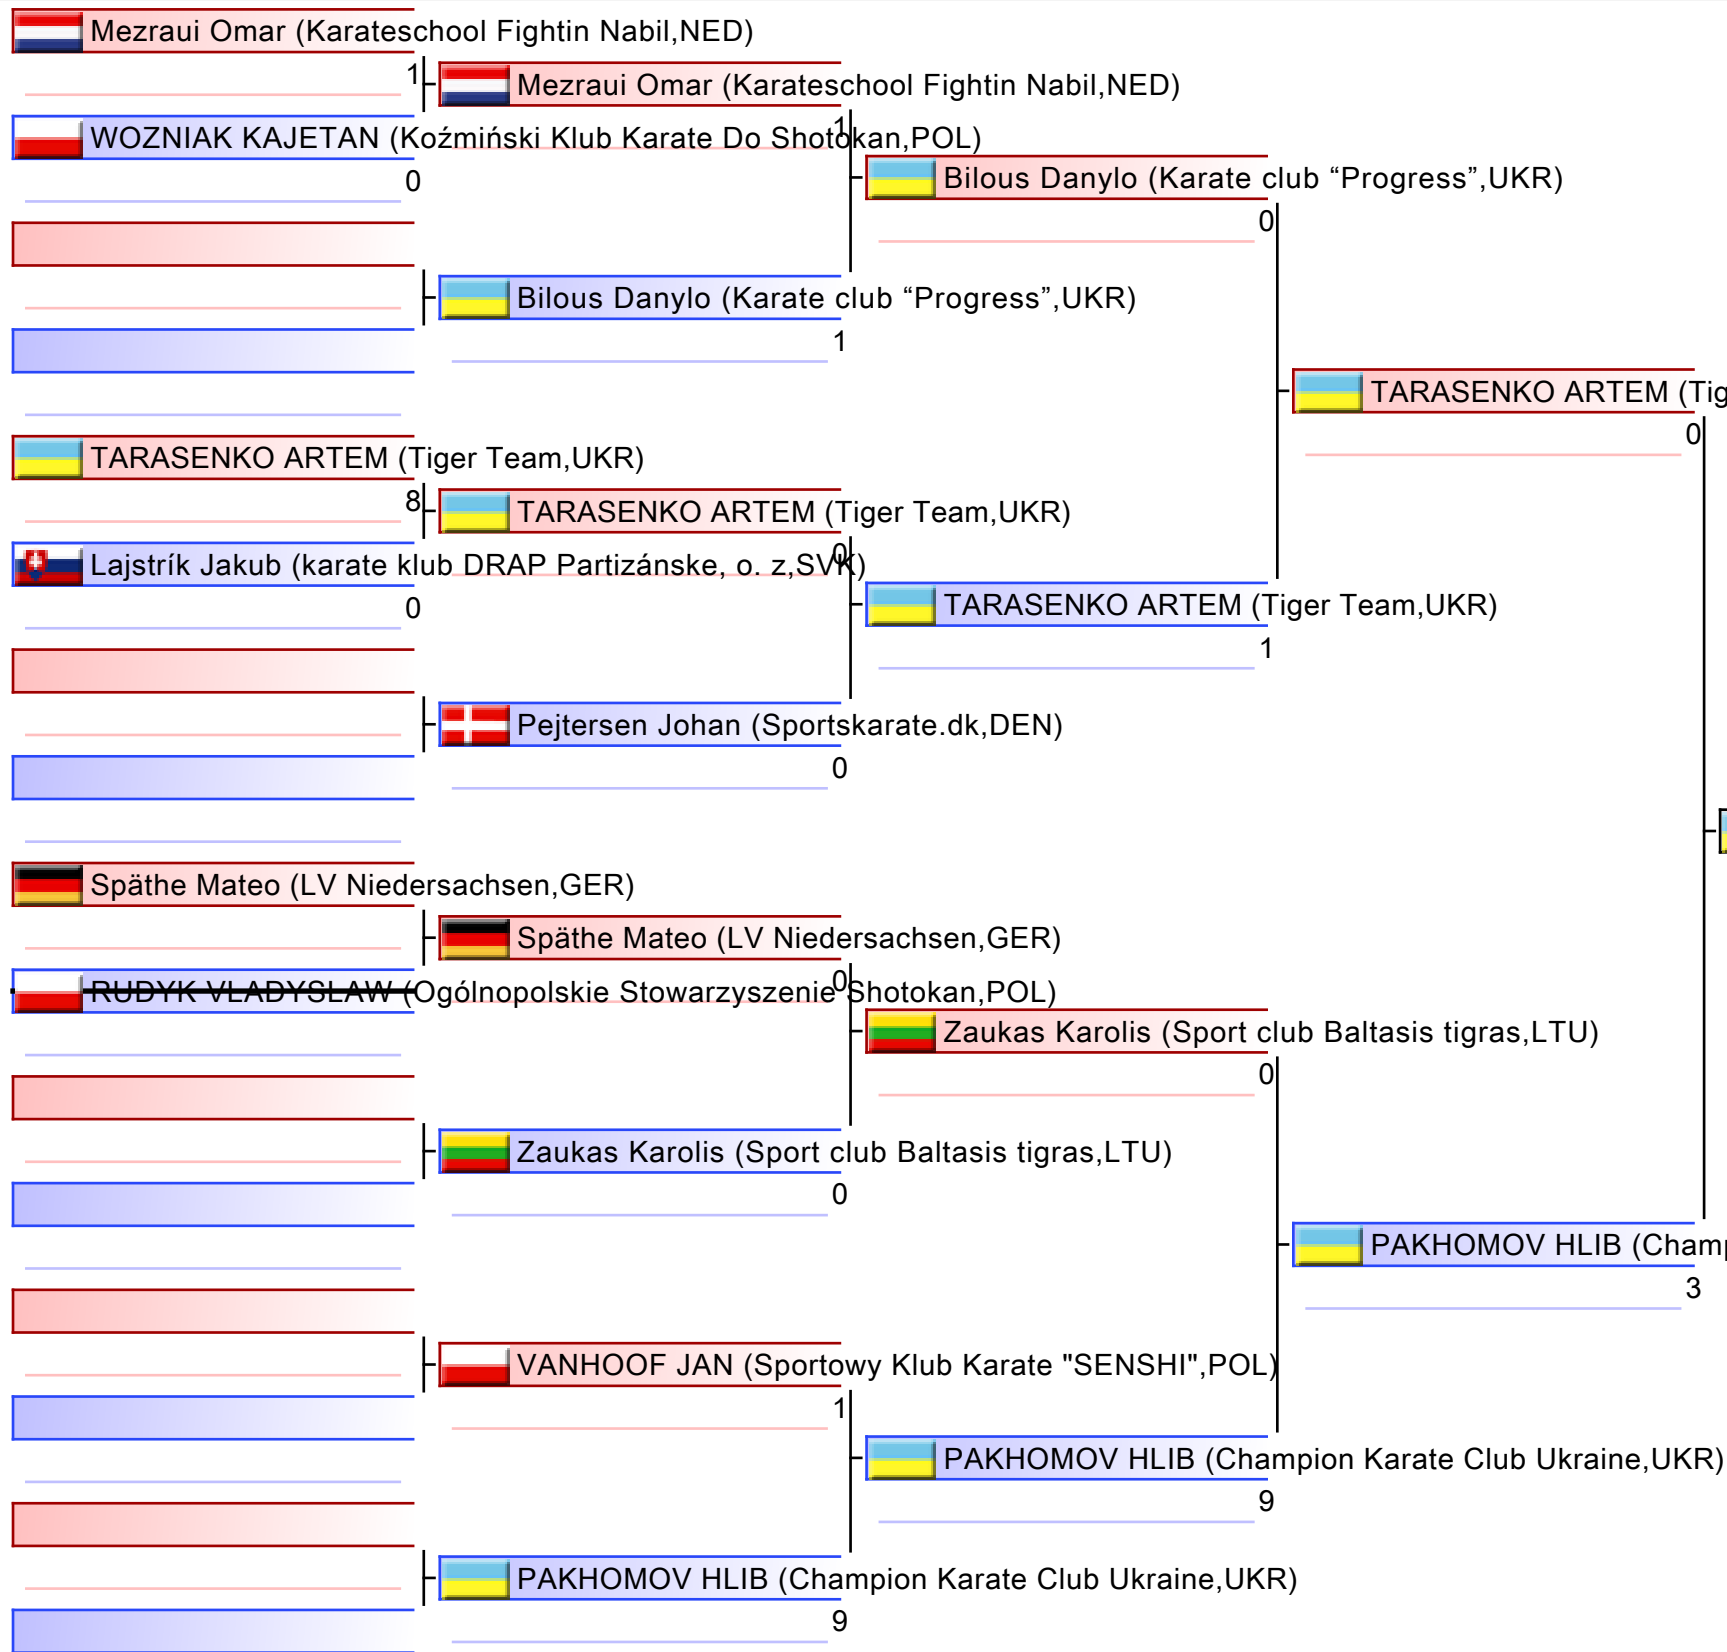 Mezraui Omar (Karateschool Fightin Nabil,NED)
1
WOZNIAK KAJETAN (Koźmiński Klub Karate Do Shotokan,POL)
0
TARASENKO ARTEM (Tiger Team,UKR)
8
Lajstrík Jakub (karate klub DRAP Partizánske, o. z,SVK)
0
Späthe Mateo (LV Niedersachsen,GER)
RUDYK VLADYSLAW (Ogólnopolskie Stowarzyszenie Shotokan,POL)
Mezraui Omar (Karateschool Fightin Nabil,NED)
1
Bilous Danylo (Karate club “Progress”,UKR)
1
TARASENKO ARTEM (Tiger Team,UKR)
0
Pejtersen Johan (Sportskarate.dk,DEN)
0
Späthe Mateo (LV Niedersachsen,GER)
0
Zaukas Karolis (Sport club Baltasis tigras,LTU)
0
VANHOOF JAN (Sportowy Klub Karate "SENSHI",POL)
1
PAKHOMOV HLIB (Champion Karate Club Ukraine,UKR)
9
Bilous Danylo (Karate club “Progress”,UKR)
0
TARASENKO ARTEM (Tiger Team,UKR)
1
Zaukas Karolis (Sport club Baltasis tigras,LTU)
0
PAKHOMOV HLIB (Champion Karate Club Ukraine,UKR)
9
TARASENKO ARTEM (Tig
0
PAKHOMOV HLIB (Champ
3